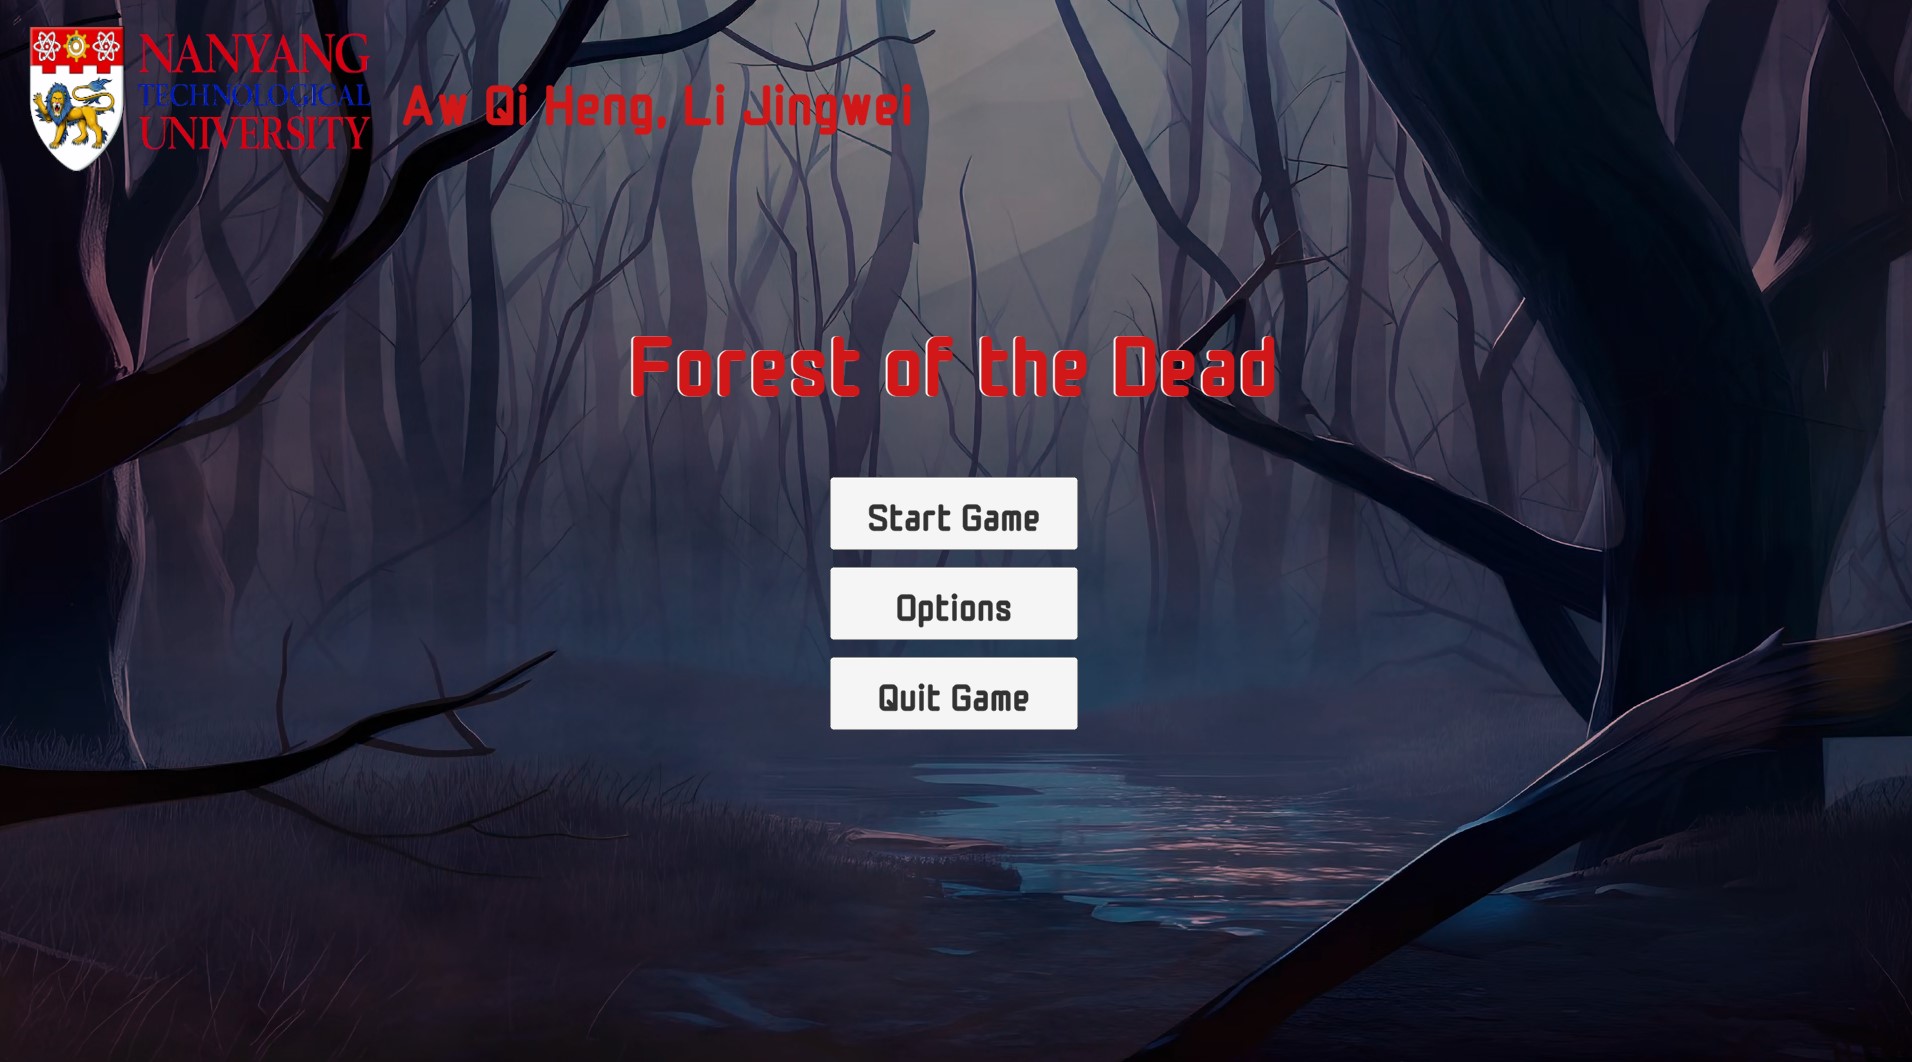 NANYANG
TECHNOLOGICAL
UNIVERSITY
Aw Qi Heng, Li Jingwei
Forest of the Dead
Start Game
Options
Quit Game